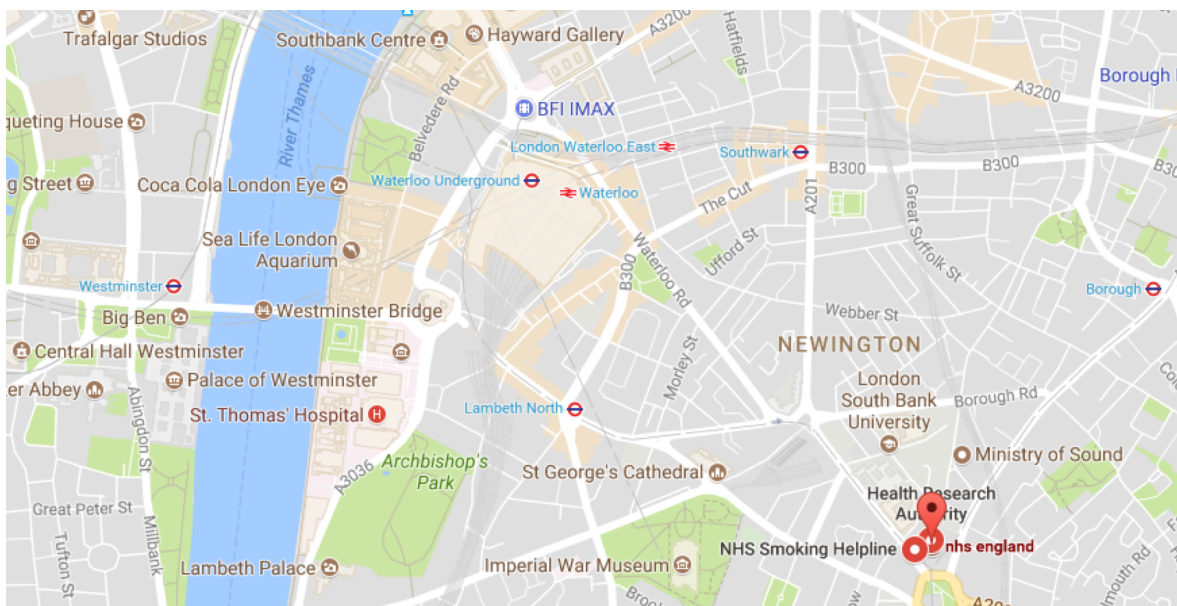 Trafalgar Studios
Southbank Centre
Hayward Gallery
A3200
Hatfields
Borough
A3200
BFI IMAX
queting House
River Thames
Belvedere Rd
London Waterloo East
Southwark
B300
B300
g Street
Coca Cola London Eye
Waterloo Underground
Waterloo
The Cut
A201
Great Suffolk St
Sea Life London
Aquarium
Waterloo Rd
Ufford St
B300
Westminster
Borough
Big Ben
Westminster Bridge
Webber St
Central Hall Westminster
Morley St
NEWINGTON
er Abbey
Palace of Westminster
London
South Bank
University
Borough Rd
Abingdon St
St. Thomas' Hospital
H
Lambeth North
Archbishop's
Park
A3036
St George's Cathedral
Ministry of Sound
Great Peter St
Millbank
Tufton St
Health Research
Authority
NHS Smoking Helpline
nhs england
Lambeth Palace
Imperial War Museum